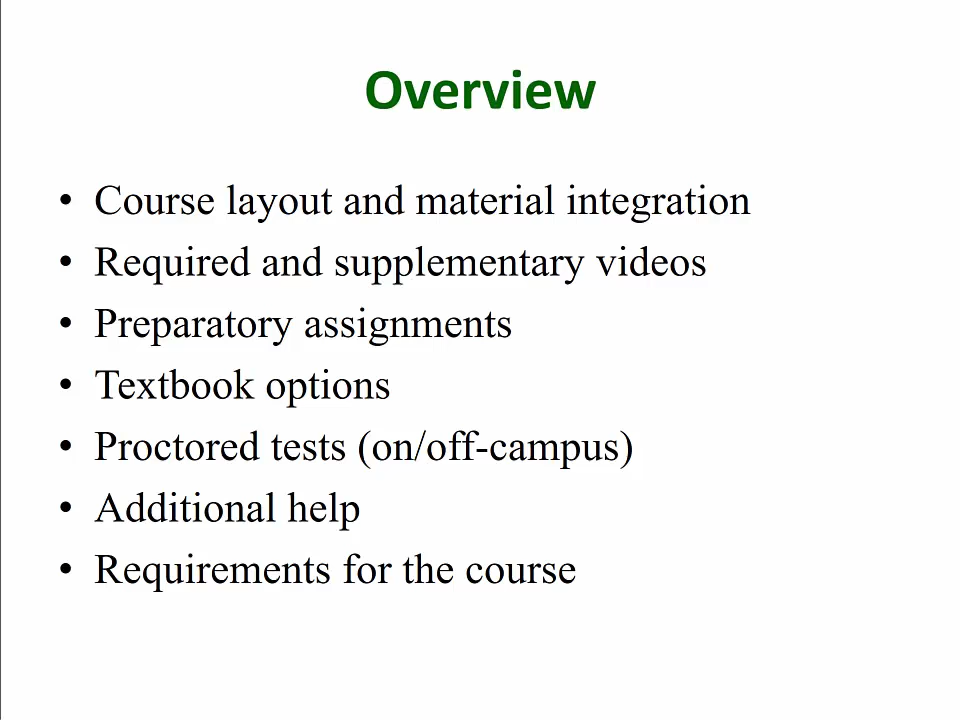 Overview
• Course layout and material integration
• Required and supplementary videos
• Preparatory assignments
• Textbook options
• Proctored tests (on/off-campus)
• Additional help
• Requirements for the course